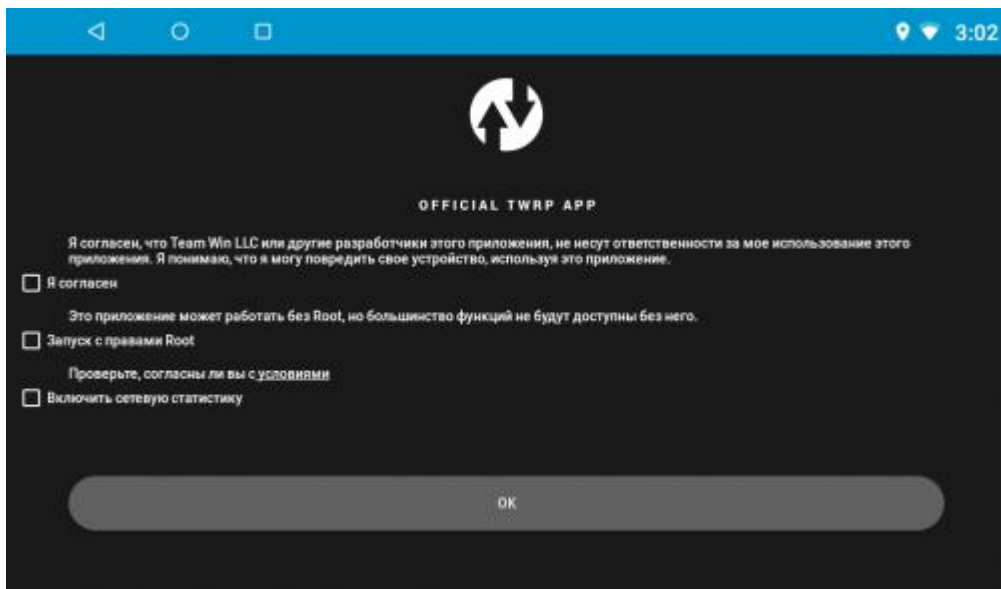 3:02
OFFICIAL TWRP APP
Я согласен, что Team Win LLC или другие разработчики этого приложения, не несут ответственности за мое использование этого
приложения. Я понимаю, что я могу повредить свое устройство, используя это приложение.
Я согласен
Это приложение может работать без Root, но большинство функций не будут доступны без него.
Запуск с правами Root
Проверьте, согласны ли вы с условиями
Включить сетевую статистику
OK